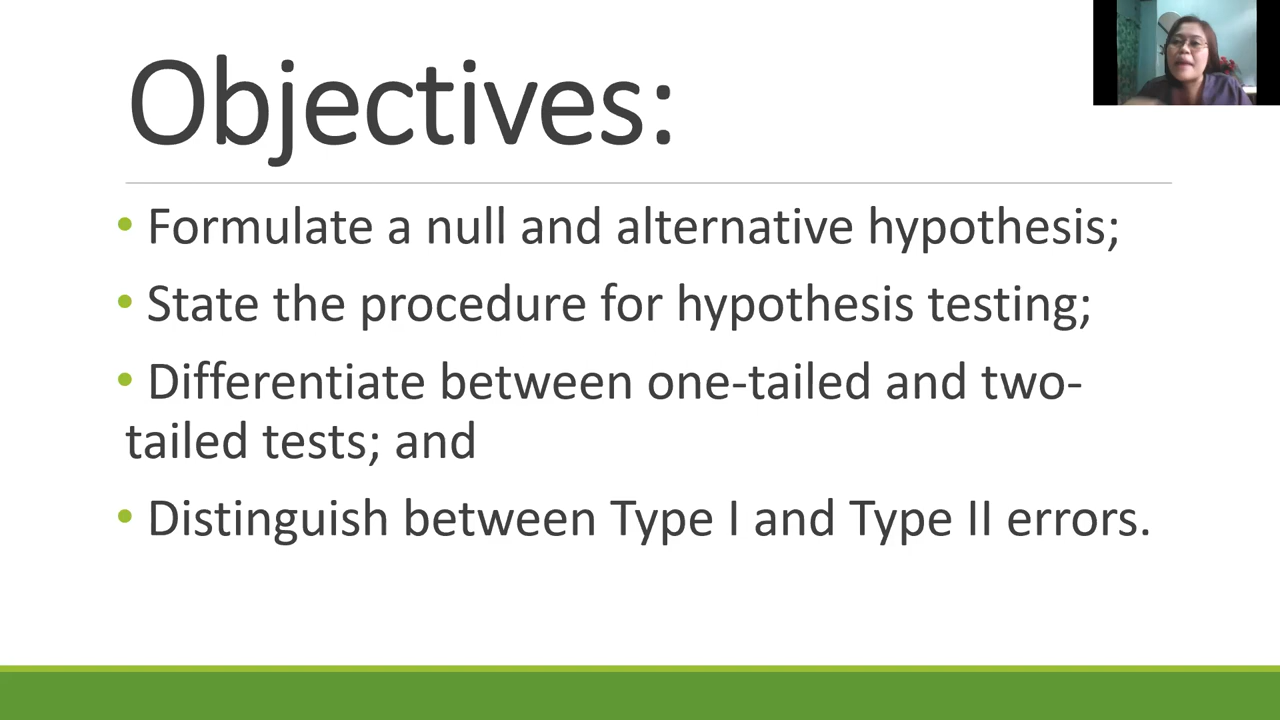 Objectives:
• Formulate a null and alternative hypothesis;
• State the procedure for hypothesis testing;
• Differentiate between one-tailed and two-
tailed tests; and
• Distinguish between Type I and Type II errors.